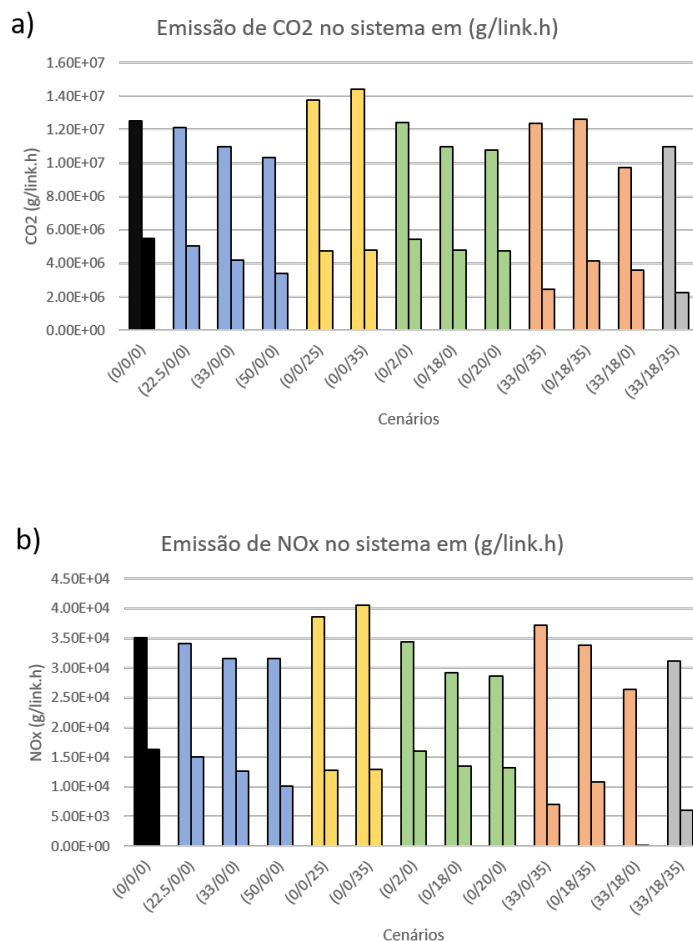 a)
Emissão de CO2 no sistema em (g/link.h)
1.60E+07
1.40E+07
1.20E+07
1.00E+07
8.00E+06
6.00E+06
4.00E+06
2.00E+06
0.00E+00
CO2 (g/link.h)
(0/0/0)
(22.5/0/0)
(33/0/0)
(50/0/0)
(0/0/25)
(0/0/35)
(0/2/0)
(0/18/0)
(0/20/0)
(33/0/35)
(0/18/35)
(33/18/0)
(33/18/35)
Cenários
b)
Emissão de NOx no sistema em (g/link.h)
4.50E+04
4.00E+04
3.50E+04
3.00E+04
2.50E+04
2.00E+04
1.50E+04
1.00E+04
5.00E+03
0.00E+00
NOx (g/link.h)
(0/0/0)
(22.5/0/0)
(33/0/0)
(50/0/0)
(0/0/25)
(0/0/35)
(0/2/0)
(0/18/0)
(0/20/0)
(33/0/35)
(0/18/35)
(33/18/0)
(33/18/35)
Cenários